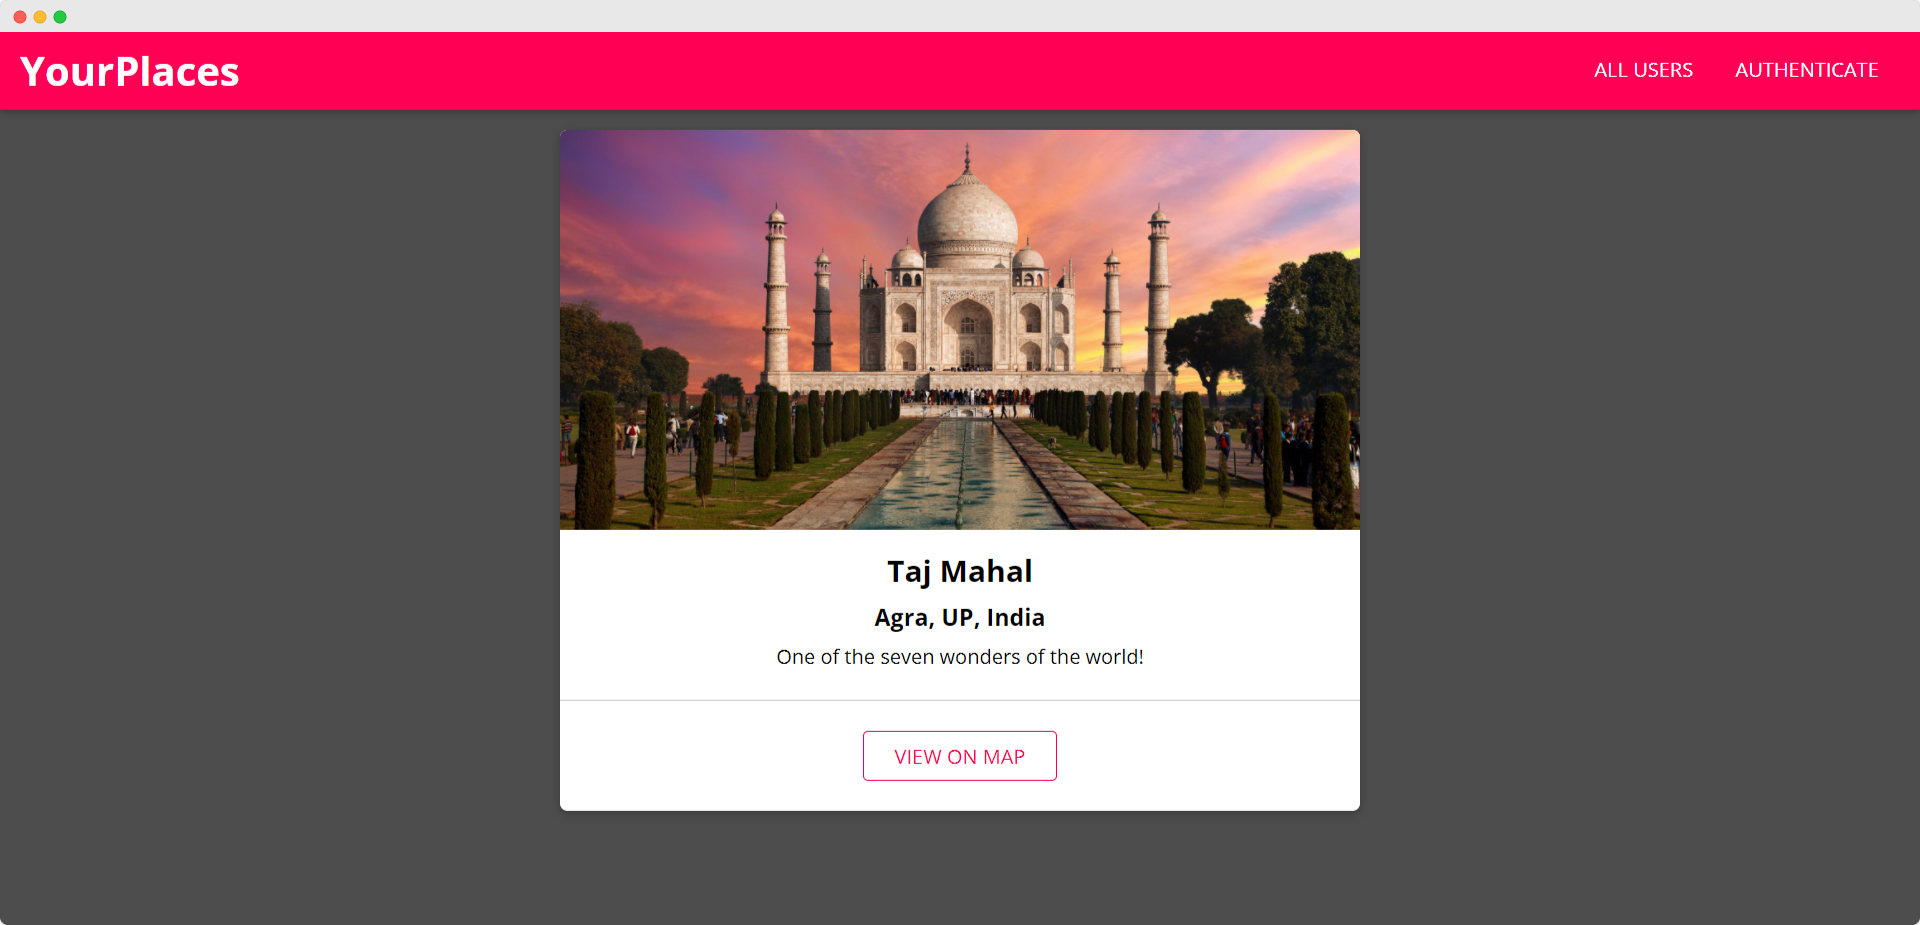 YourPlaces
ALL USERS
AUTHENTICATE
Taj Mahal
Agra, UP, India
One of the seven wonders of the world!
VIEW ON MAP